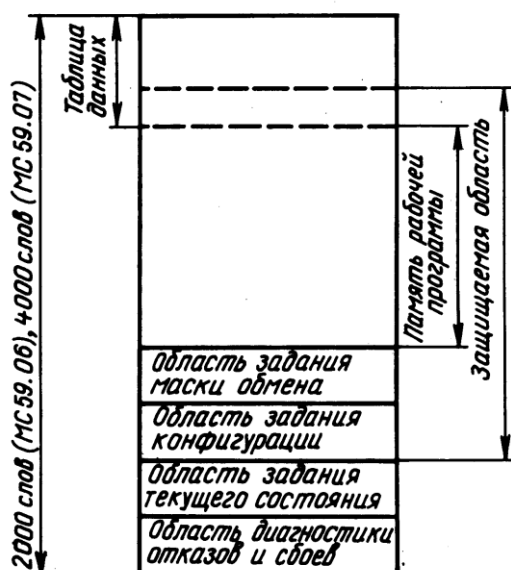 2000 слов (МС 59.06), 4000 слов (МС 59.07)
Таблица
данных
Память рабочей
программы
Защищаемая область
Область задания
маски обмена
Область задания
конфигурации
Область задания
текущего состояния
Область диагностики
отказов и сбоев